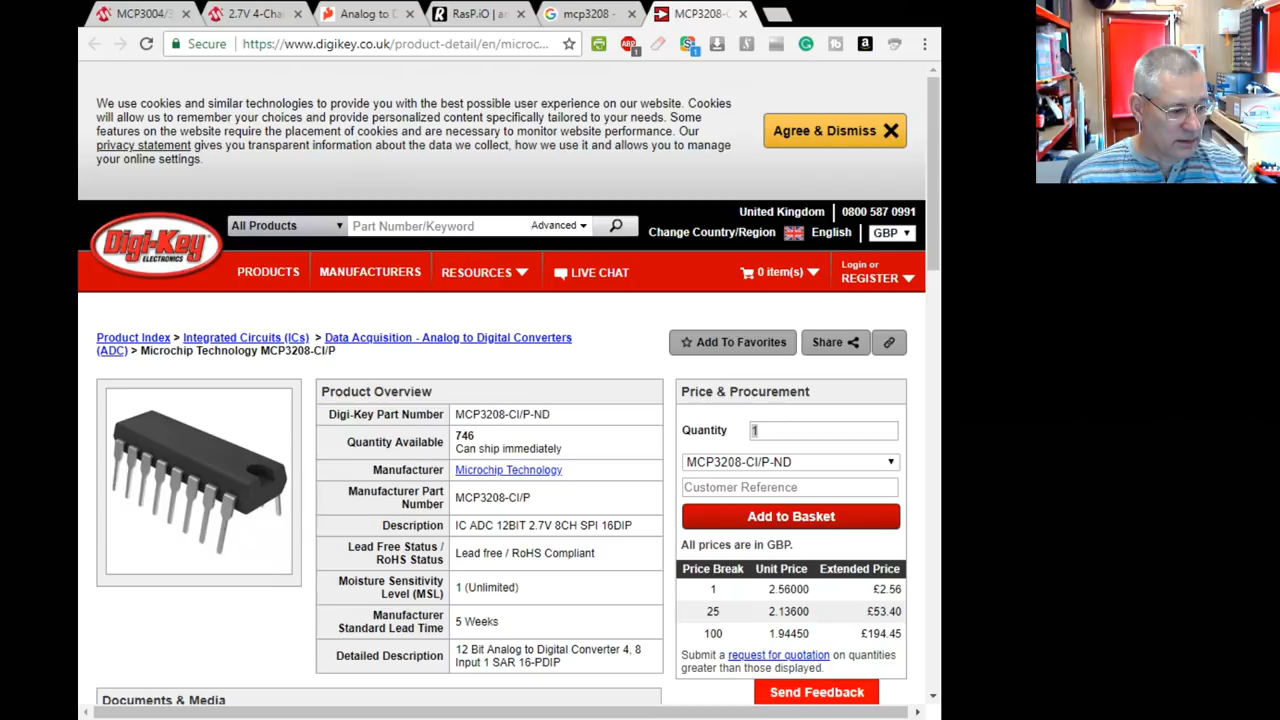 MCP3004/3
2.7V 4-Cha
Analog to D
RasP.iO | an
mcp3208 -
MCP3208-C
Secure
https://www.digikey.co.uk/product-detail/en/microc...
We use cookies and similar technologies to provide you with the best possible user experience on our website. Cookies
will allow us to remember your choices and provide personalized content specifically tailored to your needs. Some
features on the website require the placement of cookies and are necessary to monitor website performance. Our
privacy statement gives you transparent information about the data we collect, how we use it and allows you to manage
your online settings.
Agree & Dismiss
United Kingdom
0800 587 0991
Digi-Key
ELECTRONICS
All Products
Part Number/Keyword
Advanced
Change Country/Region
English
GBP
PRODUCTS
MANUFACTURERS
RESOURCES
LIVE CHAT
0 item(s)
Login or
REGISTER
Product Index > Integrated Circuits (ICs) > Data Acquisition - Analog to Digital Converters
(ADC) > Microchip Technology MCP3208-CI/P
Add To Favorites
Share
Product Overview
Digi-Key Part Number
MCP3208-CI/P-ND
Quantity Available
746
Can ship immediately
Manufacturer
Microchip Technology
Manufacturer Part
Number
MCP3208-CI/P
Description
IC ADC 12BIT 2.7V 8CH SPI 16DIP
Lead Free Status /
RoHS Status
Lead free / RoHS Compliant
Moisture Sensitivity
Level (MSL)
1 (Unlimited)
Manufacturer
Standard Lead Time
5 Weeks
Detailed Description
12 Bit Analog to Digital Converter 4, 8
Input 1 SAR 16-PDIP
Price & Procurement
Quantity
1
MCP3208-CI/P-ND
Customer Reference
Add to Basket
All prices are in GBP.
Price Break Unit Price Extended Price
1 2.56000 £2.56
25 2.13600 £53.40
100 1.94450 £194.45
Submit a request for quotation on quantities
greater than those displayed.
Send Feedback
Documents & Media